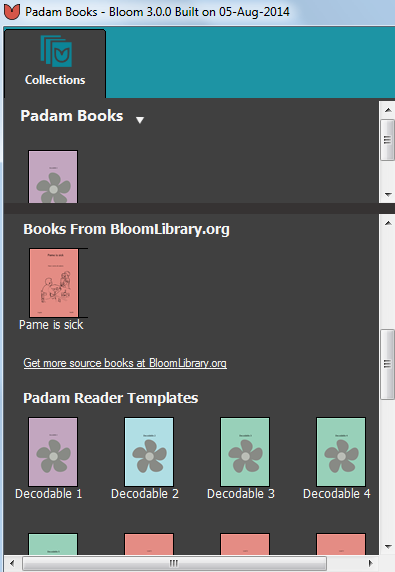 Padam Books - Bloom 3.0.0 Built on 05-Aug-2014
Collections
Padam Books
Books From BloomLibrary.org
Pame is sick
Pame is sick
Get more source books at BloomLibrary.org
Padam Reader Templates
Decodable 1
Decodable 2
Decodable 3
Decodable 4